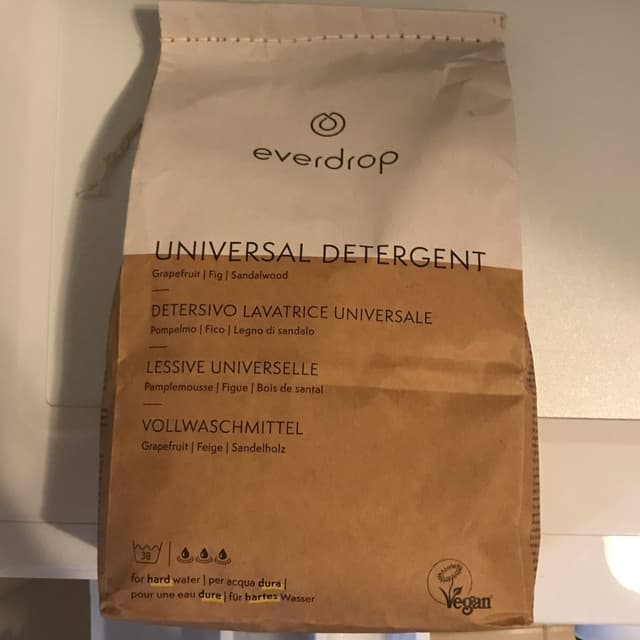 everdrop
UNIVERSAL DETERGENT
Grapefruit | Fig | Sandalwood
DETERSIVO LAVATRICE UNIVERSALE
Pompelmo | Fico | Legno di sandalo
LESSIVE UNIVERSELLE
Pamplemousse | Figue | Bois de santal
VOLLWASCHMITTEL
Grapefruit | Feige | Sandelholz
38
for hard water | per acqua dura |
pour une eau dure | für hartes Wasser
Vegan